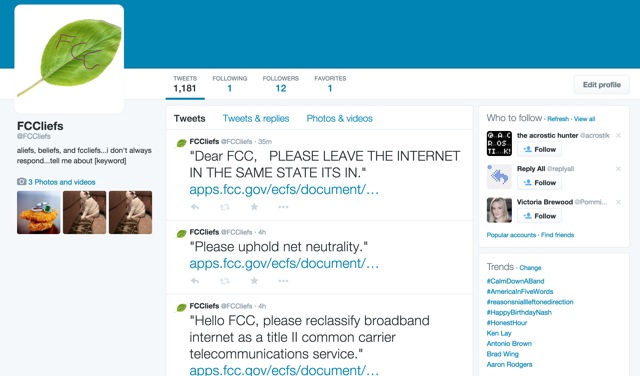 FCC
TWEETS
1,181
FOLLOWING
1
FOLLOWERS
12
FAVORITES
1
Edit profile
FCCliefs
@FCCliefs
aliefs, beliefs, and fccliefs...i don't always
respond...tell me about [keyword]
3 Photos and videos
Tweets Tweets & replies Photos & videos
FCCliefs @FCCliefs · 35m
"Dear FCC, PLEASE LEAVE THE INTERNET
IN THE SAME STATE ITS IN."
apps.fcc.gov/ecfs/document/…
FCCliefs @FCCliefs · 4h
"Please uphold net neutrality."
apps.fcc.gov/ecfs/document/…
FCCliefs @FCCliefs · 4h
"Hello FCC, please reclassify broadband
internet as a title II common carrier
telecommunications service."
apps.fcc.gov/ecfs/document/…
Who to follow · Refresh · View all
ACR
OS
TI
K!
the acrostic hunter @acrostik
Follow
Reply All @replyall
Follow
Victoria Brewood @Pommi...
Follow
Popular accounts · Find friends
Trends · Change
#CalmDownABand
#AmericaInFiveWords
#reasonsniallleftonedirection
#HappyBirthdayNash
#HonestHour
Ken Lay
Antonio Brown
Brad Wing
Aaron Rodgers